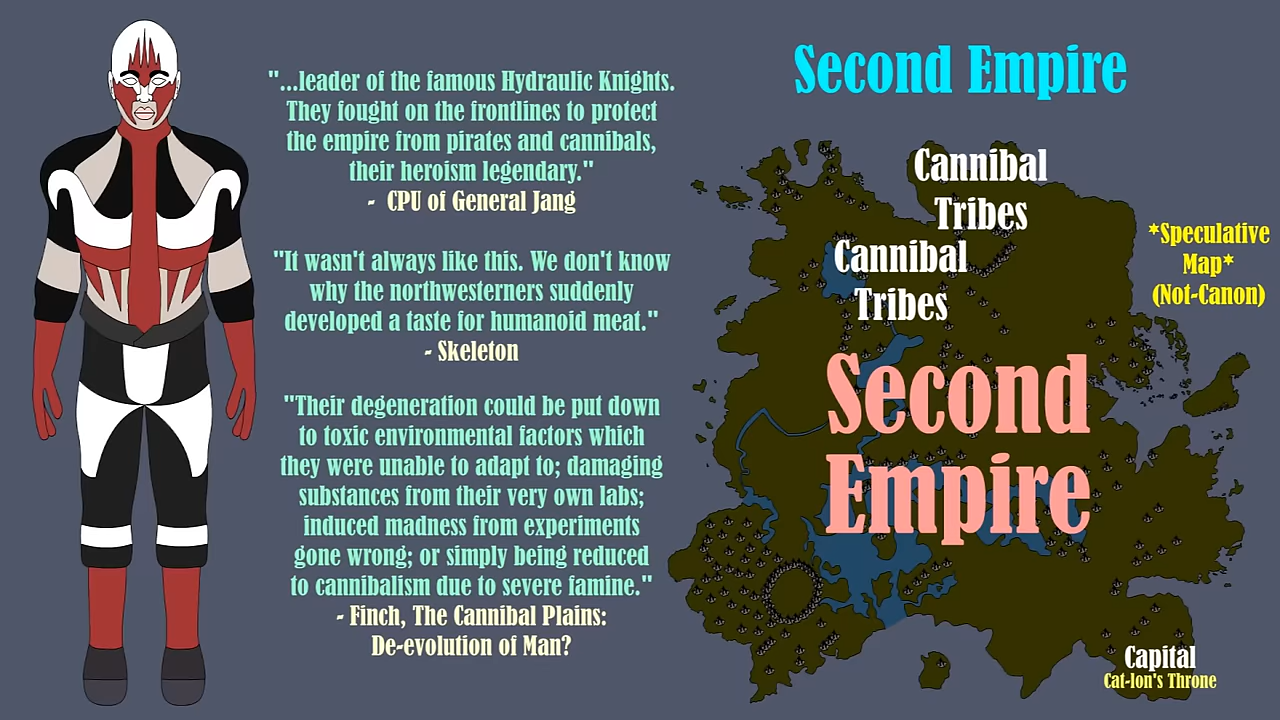 "...leader of the famous Hydraulic Knights.
They fought on the frontlines to protect
the empire from pirates and cannibals,
their heroism legendary."
- CPU of General Jang
"It wasn't always like this. We don't know
why the northwesterners suddenly
developed a taste for humanoid meat."
- Skeleton
"Their degeneration could be put down
to toxic environmental factors which
they were unable to adapt to; damaging
substances from their very own labs;
induced madness from experiments
gone wrong; or simply being reduced
to cannibalism due to severe famine."
- Finch, The Cannibal Plains:
De-evolution of Man?
Second Empire
Cannibal
Tribes
Cannibal
Tribes
*Speculative
Map*
(Not-Canon)
Second
Empire
Capital
Cat-lon's Throne